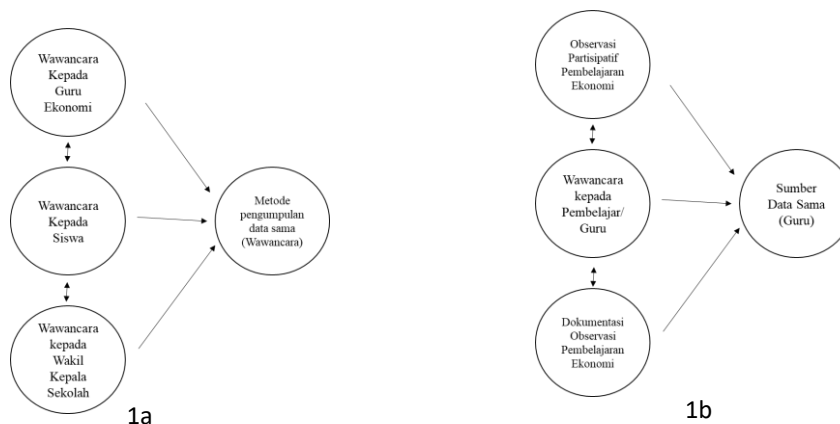 Wawancara
Kepada
Guru
Ekonomi
Wawancara
Kepada
Siswa
Wawancara
kepada
Wakil
Kepala
Sekolah
Metode
pengumpulan
data sama
(Wawancara)
1a
Observasi
Partisipatif
Pembelajaran
Ekonomi
Wawancara
kepada
Pembelajar/
Guru
Dokumentasi
Observasi
Pembelajaran
Ekonomi
Sumber
Data Sama
(Guru)
1b